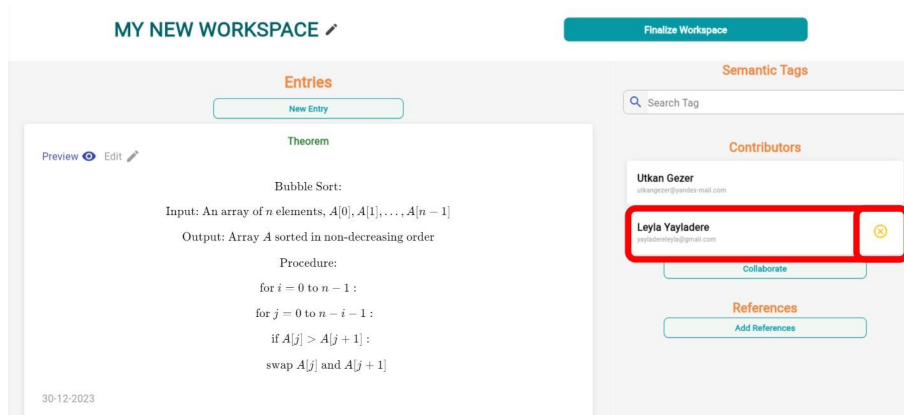 MY NEW WORKSPACE
Finalize Workspace
Entries
New Entry
Theorem
Preview Edit
Bubble Sort:
Input: An array of n elements, A[0], A[1], . . . , A[n − 1]
Output: Array A sorted in non-decreasing order
Procedure:
for i = 0 to n − 1 :
for j = 0 to n − i − 1 :
if A[j] > A[j + 1] :
swap A[j] and A[j + 1]
30-12-2023
Semantic Tags
Search Tag
Contributors
Utkan Gezer
utkangezer@yandex-mail.com
Leyla Yayladere
yayladereleyla@gmail.com
Collaborate
References
Add References